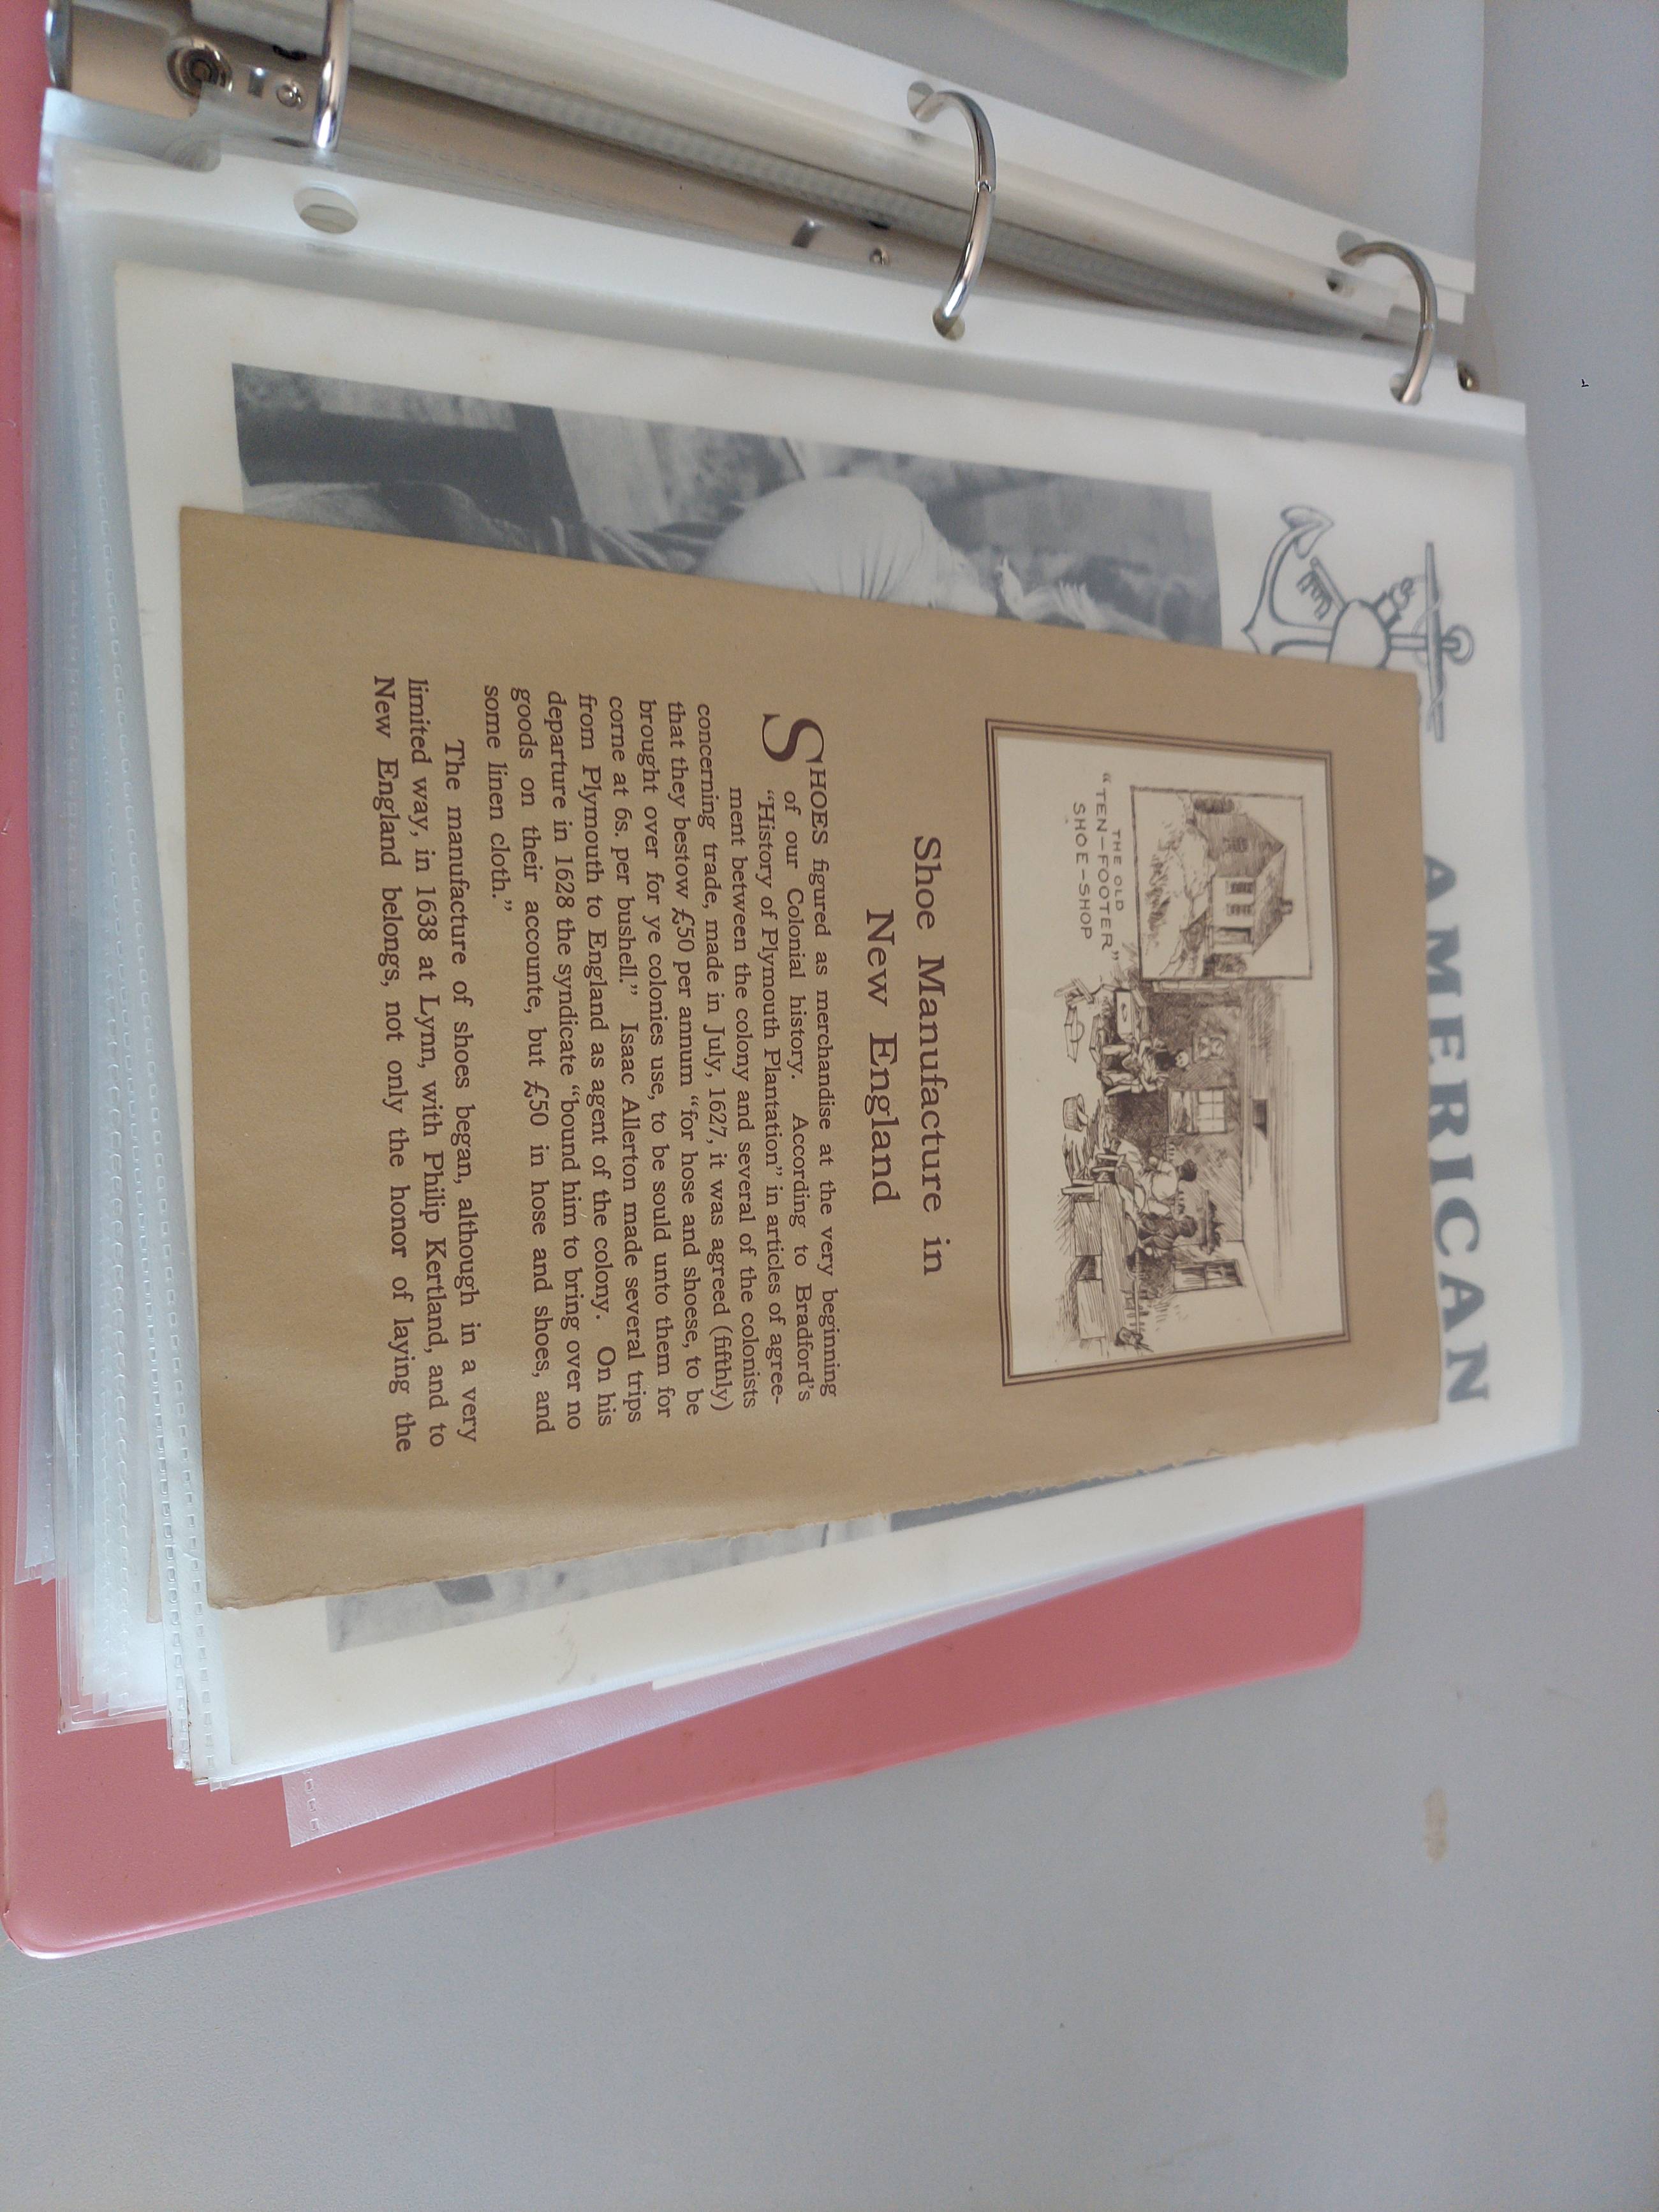 AMERICAN
THE OLD
"TEN-FOOTER"
SHOE-SHOP
Shoe Manufacture in
New England
SHOES figured as merchandise at the very beginning
of our Colonial history. According to Bradford's
"History of Plymouth Plantation" in articles of agree-
ment between the colony and several of the colonists
concerning trade, made in July, 1627, it was agreed (fifthly)
that they bestow £50 per annum "for hose and shoese, to be
brought over for ye colonies use, to be sould unto them for
corne at 6s. per bushell." Isaac Allerton made several trips
from Plymouth to England as agent of the colony. On his
departure in 1628 the syndicate "bound him to bring over no
goods on their accounte, but £50 in hose and shoes, and
some linen cloth."
The manufacture of shoes began, although in a very
limited way, in 1638 at Lynn, with Philip Kertland, and to
New England belongs, not only the honor of laying the